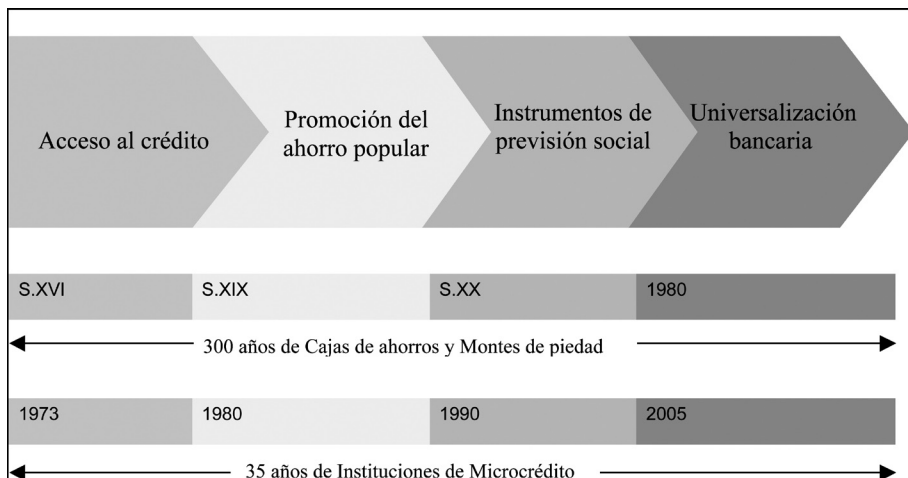 Acceso al crédito
Promoción del
ahorro popular
Instrumentos de
previsión social
Universalización
bancaria
S.XVI
S.XIX
S.XX
1980
300 años de Cajas de ahorros y Montes de piedad
1973
1980
1990
2005
35 años de Instituciones de Microcrédito